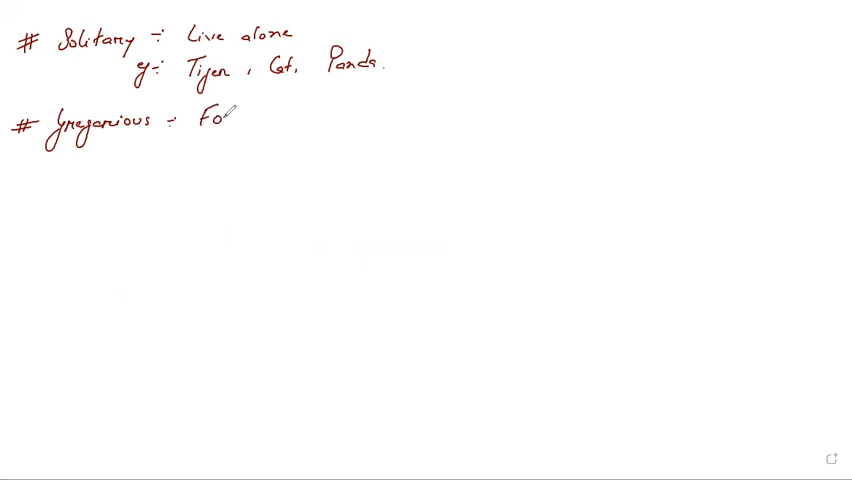 # Solitary ÷ Live alone
eg ÷ Tiger, Cat, Panda.
# Gregarious ÷ Fo